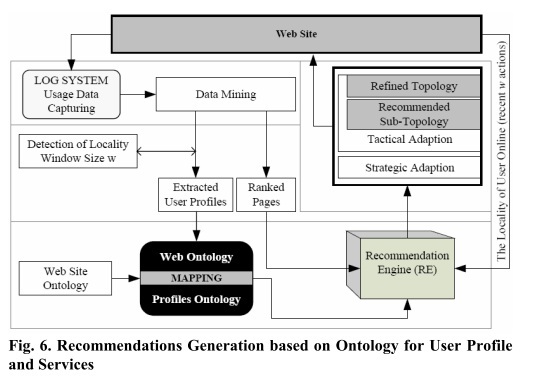 Web Site
LOG SYSTEM
Usage Data
Capturing
Data Mining
Refined Topology
Recommended
Sub-Topology
Tactical Adaption
Strategic Adaption
The Locality of User Online (recent w actions)
Detection of Locality
Window Size w
Extracted
User Profiles
Ranked
Pages
Web Site
Ontology
Web Ontology
MAPPING
Profiles Ontology
Recommendation
Engine (RE)
Fig. 6. Recommendations Generation based on Ontology for User Profile
and Services